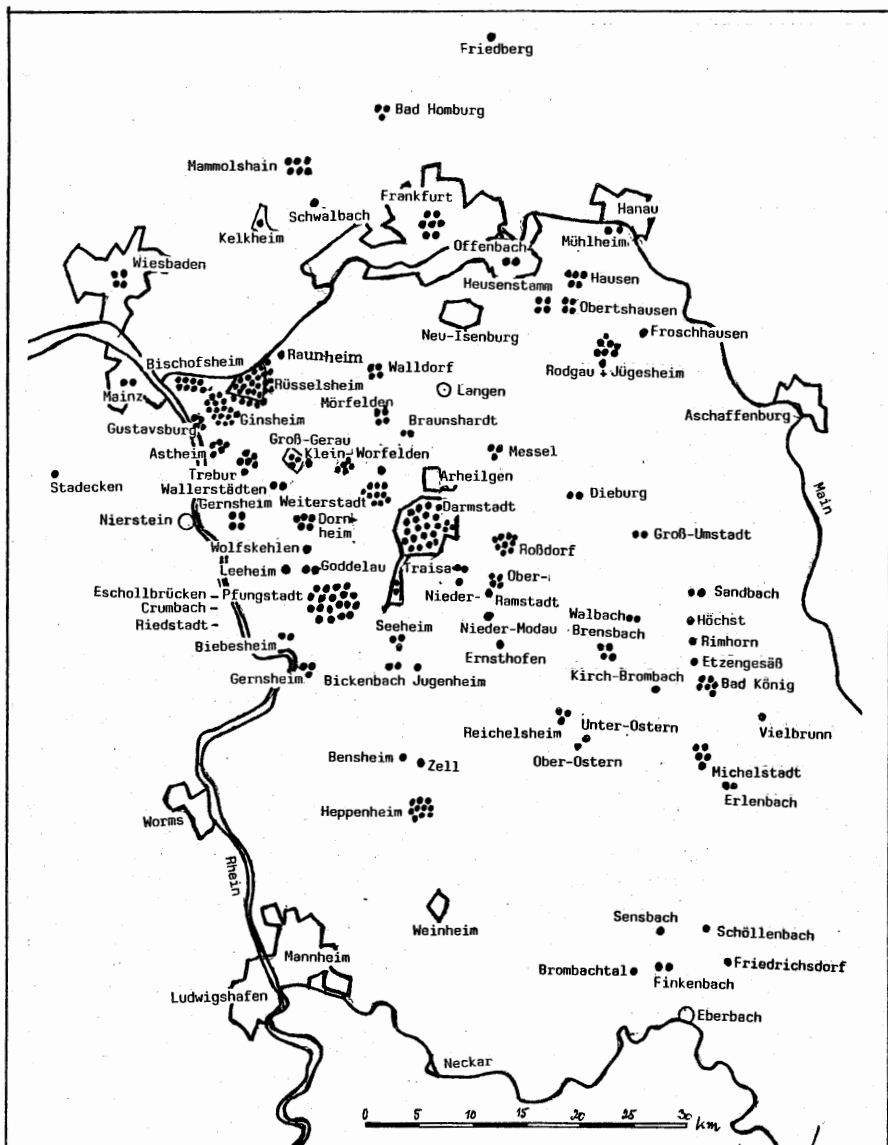 Friedberg
Bad Homburg
Mammolshain
Frankfurt
Schwalbach
Kelkheim
Hanau
Mühlheim
Offenbach
Wiesbaden
Heusenstamm
Hausen
Obertshausen
Neu-Isenburg
Froschhausen
Bischofsheim
Raunheim
Walldorf
Rodgau + Jügesheim
Rüsselsheim
Langen
Mainz
Mörfelden
Aschaffenburg
Gustavsburg
Ginsheim
Braunshardt
Groß-Gerau
Astheim
Klein-
Worfelden
Messel
Trebur
Arheilgen
Main
Stadecken
Wallerstädten
Weiterstadt
Dieburg
Gernsheim
Darmstadt
Nierstein
Dornheim
Groß-Umstadt
Wolfskehlen
Roßdorf
Leeheim
Goddelau
Traisa
Ober-
Eschollbrücken
Pfungstadt
Nieder-
Ramstadt
Sandbach
Crumbach
Walbach
Höchst
Riedstadt
Seeheim
Nieder-Modau
Brensbach
Biebesheim
Rimhorn
Ernsthofen
Etzengesäß
Gernsheim
Bickenbach
Jugenheim
Kirch-Brombach
Bad König
Reichelsheim
Unter-Ostern
Vielbrunn
Bensheim
Zell
Ober-Ostern
Michelstadt
Erlenbach
Heppenheim
Worms
Rhein
Weinheim
Sensbach
Schöllenbach
Mannheim
Brombachtal
Finkenbach
Friedrichsdorf
Ludwigshafen
Eberbach
Neckar
0 5 10 15 20 25 30 km